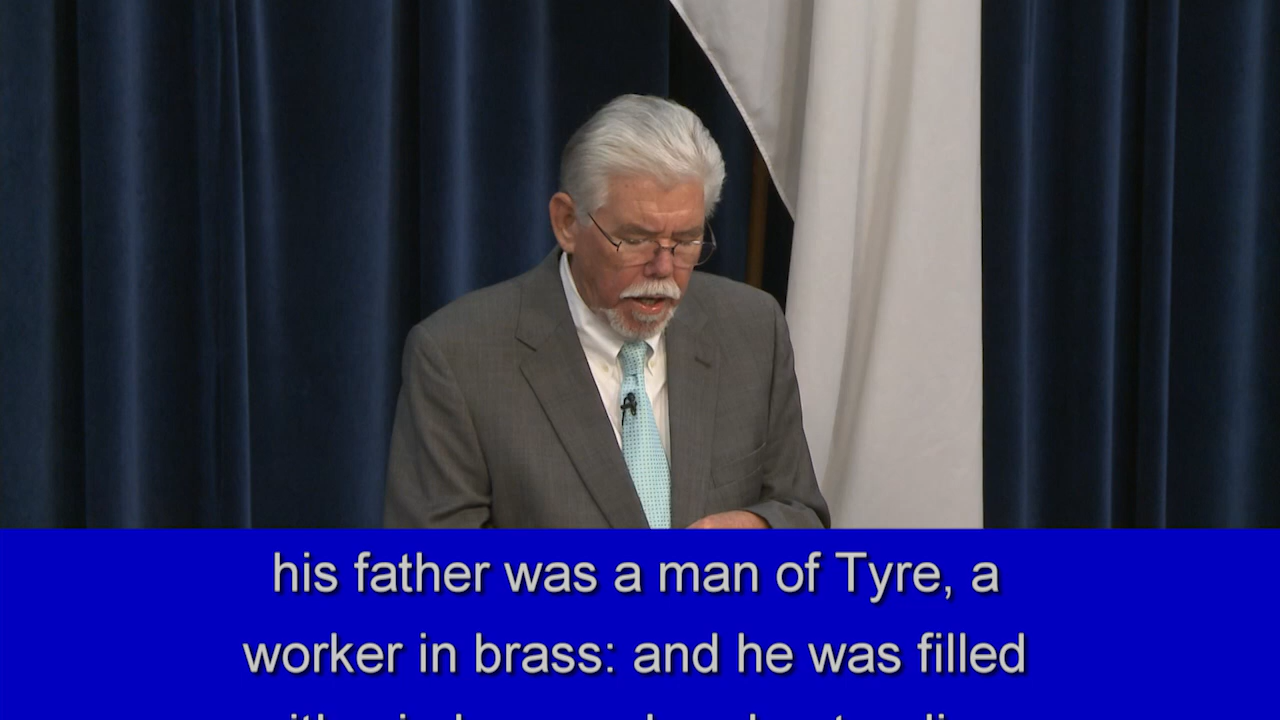 his father was a man of Tyre, a
worker in brass: and he was filled